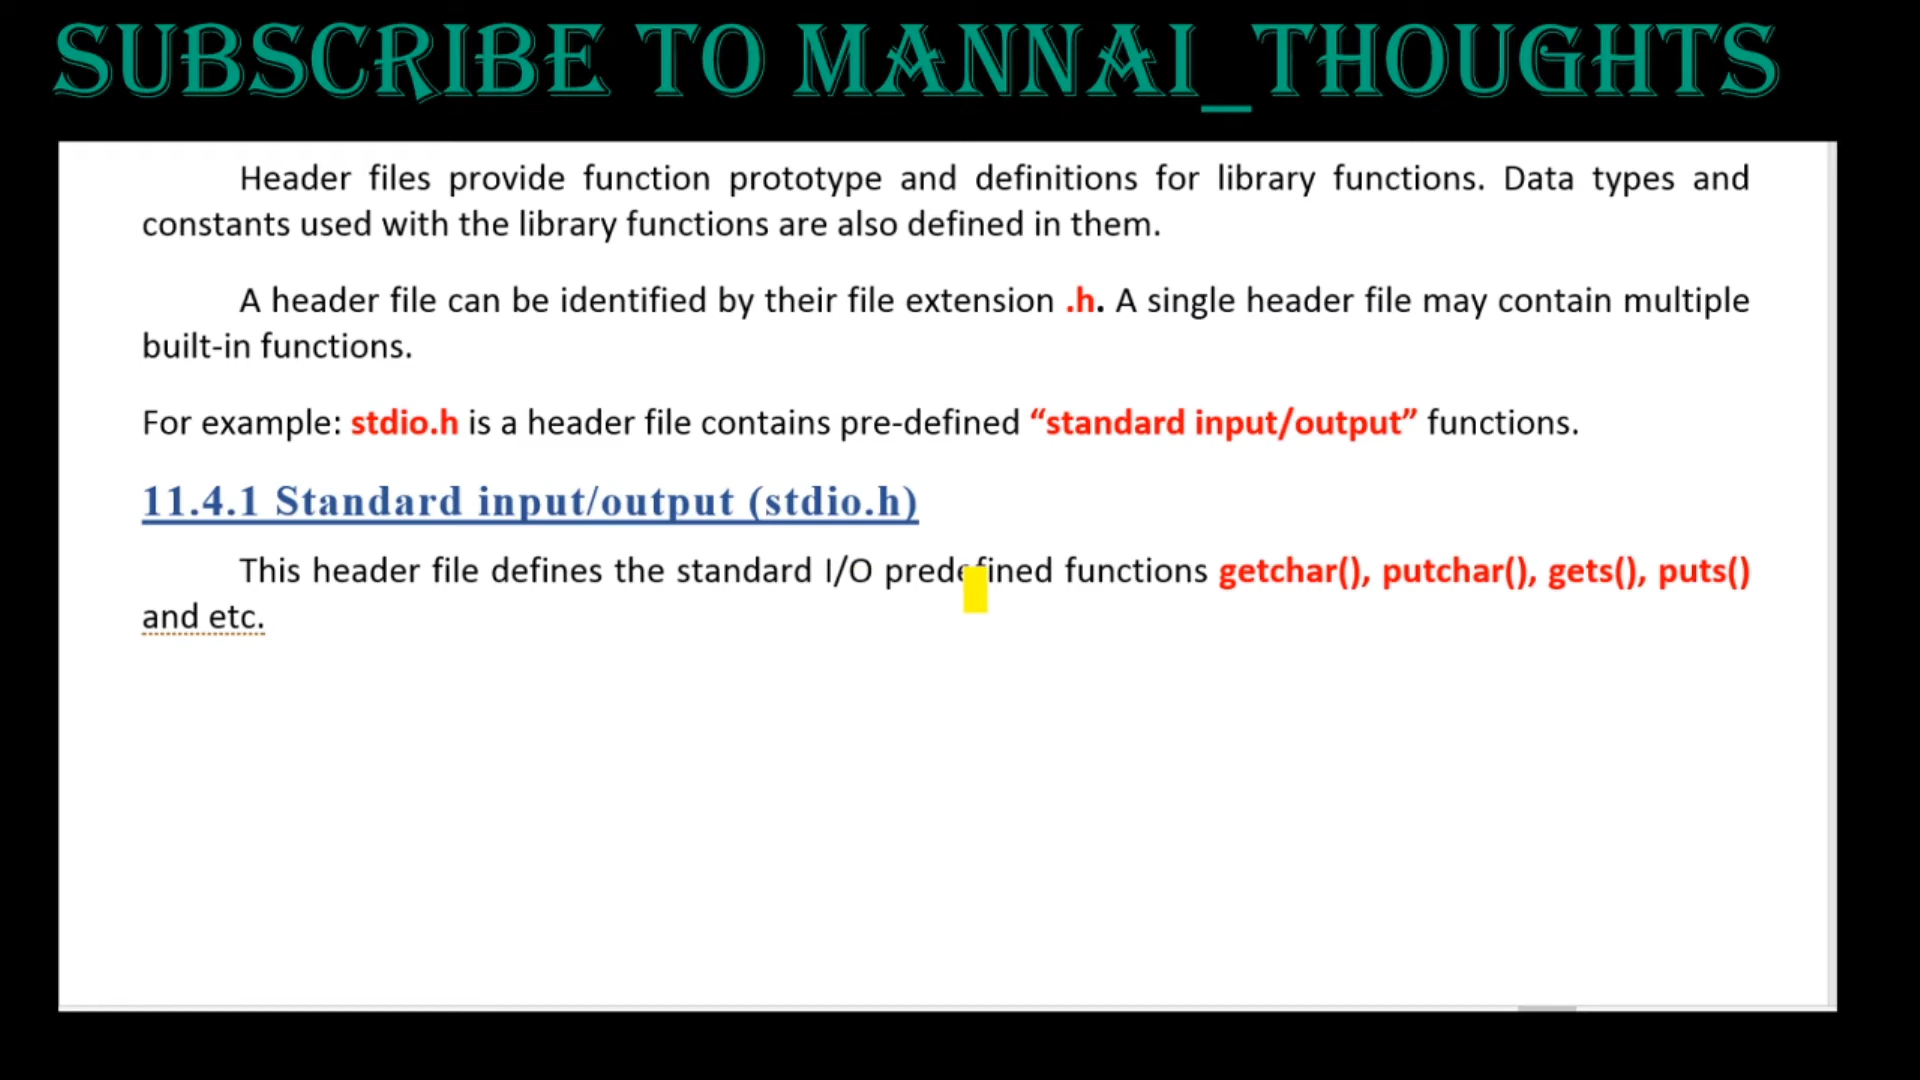 SUBSCRIBE TO MANNAI_THOUGHTS
Header files provide function prototype and definitions for library functions. Data types and
constants used with the library functions are also defined in them.
A header file can be identified by their file extension .h. A single header file may contain multiple
built-in functions.
For example: stdio.h is a header file contains pre-defined “standard input/output” functions.
11.4.1 Standard input/output (stdio.h)
This header file defines the standard I/O predefined functions getchar(), putchar(), gets(), puts()
and etc.